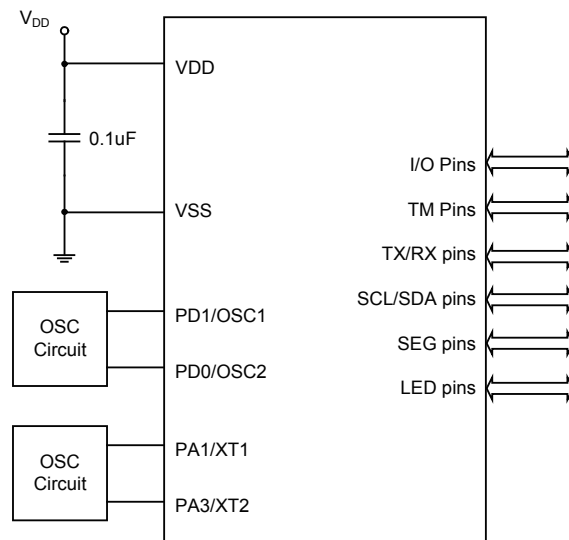 VDD
VDD
0.1uF
I/O Pins
TM Pins
VSS
TX/RX pins
SCL/SDA pins
PD1/OSC1
OSC
Circuit
SEG pins
PD0/OSC2
LED pins
PA1/XT1
OSC
Circuit
PA3/XT2